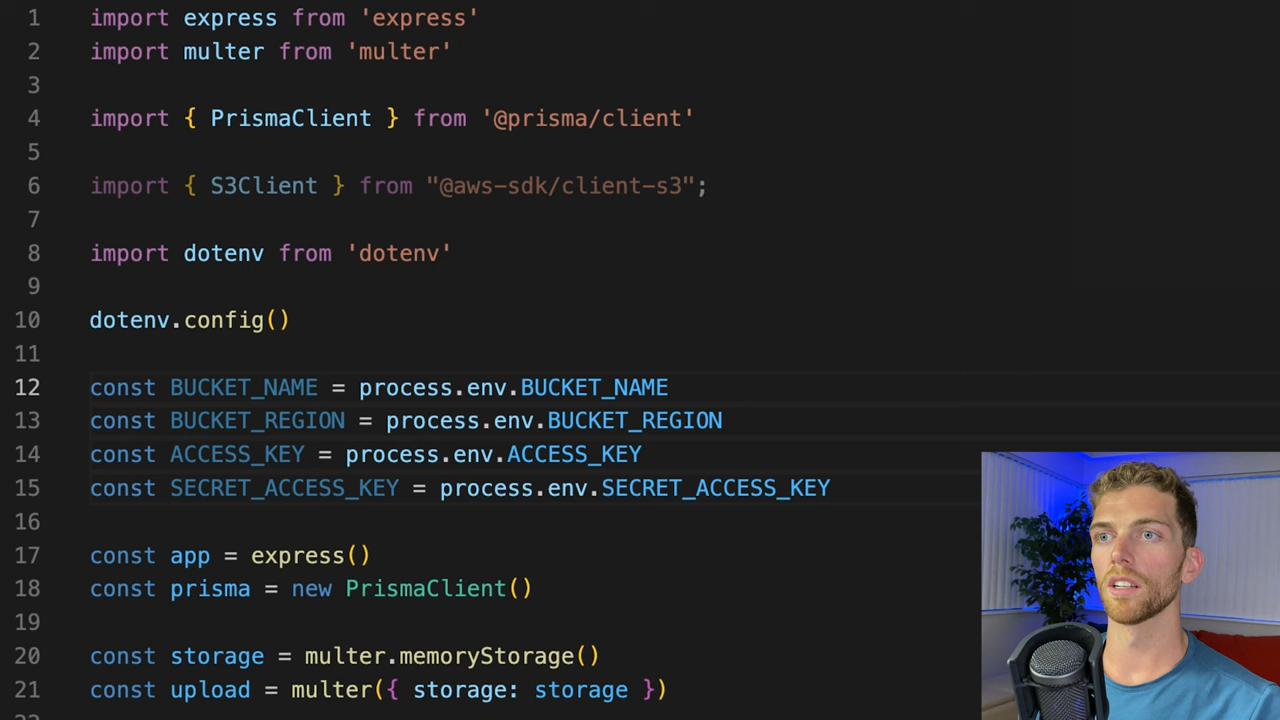 1 import express from 'express'
2 import multer from 'multer'
3
4 import { PrismaClient } from '@prisma/client'
5
6 import { S3Client } from "@aws-sdk/client-s3";
7
8 import dotenv from 'dotenv'
9
10 dotenv.config()
11
12 const BUCKET_NAME = process.env.BUCKET_NAME
13 const BUCKET_REGION = process.env.BUCKET_REGION
14 const ACCESS_KEY = process.env.ACCESS_KEY
15 const SECRET_ACCESS_KEY = process.env.SECRET_ACCESS_KEY
16
17 const app = express()
18 const prisma = new PrismaClient()
19
20 const storage = multer.memoryStorage()
21 const upload = multer({ storage: storage })